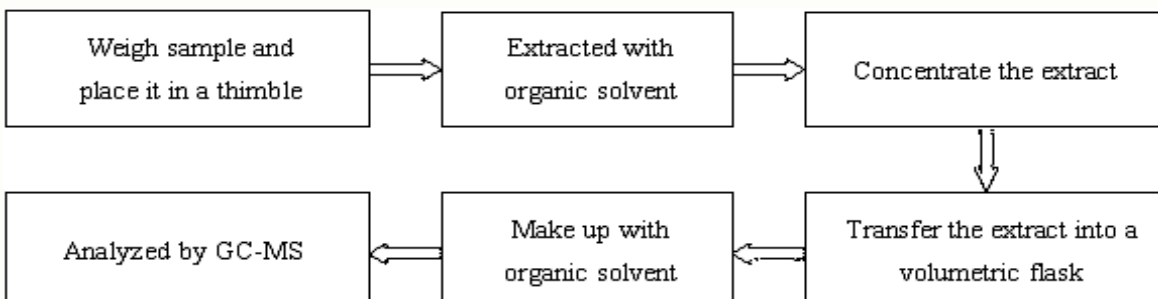 Weigh sample and
place it in a thimble
Extracted with
organic solvent
Concentrate the extract
Transfer the extract into a
volumetric flask
Make up with
organic solvent
Analyzed by GC-MS